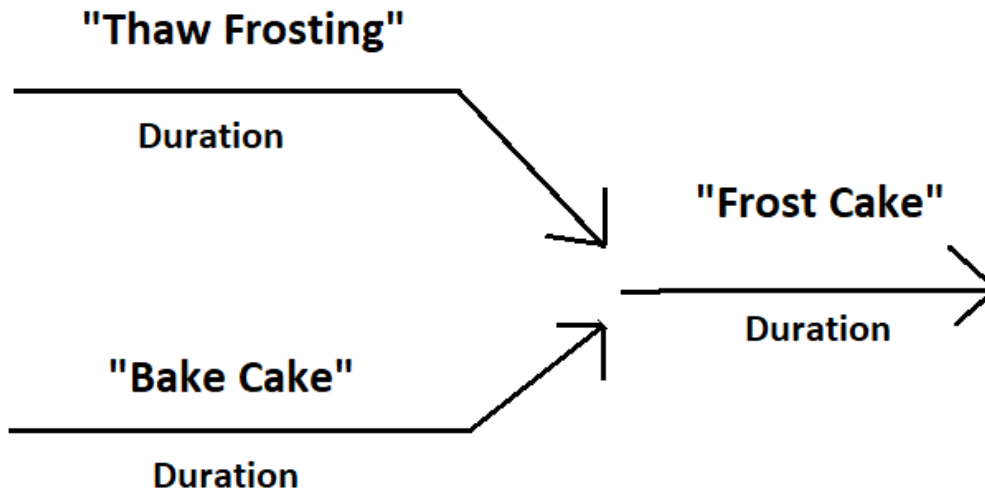 "Thaw Frosting"
Duration
"Frost Cake"
Duration
"Bake Cake"
Duration